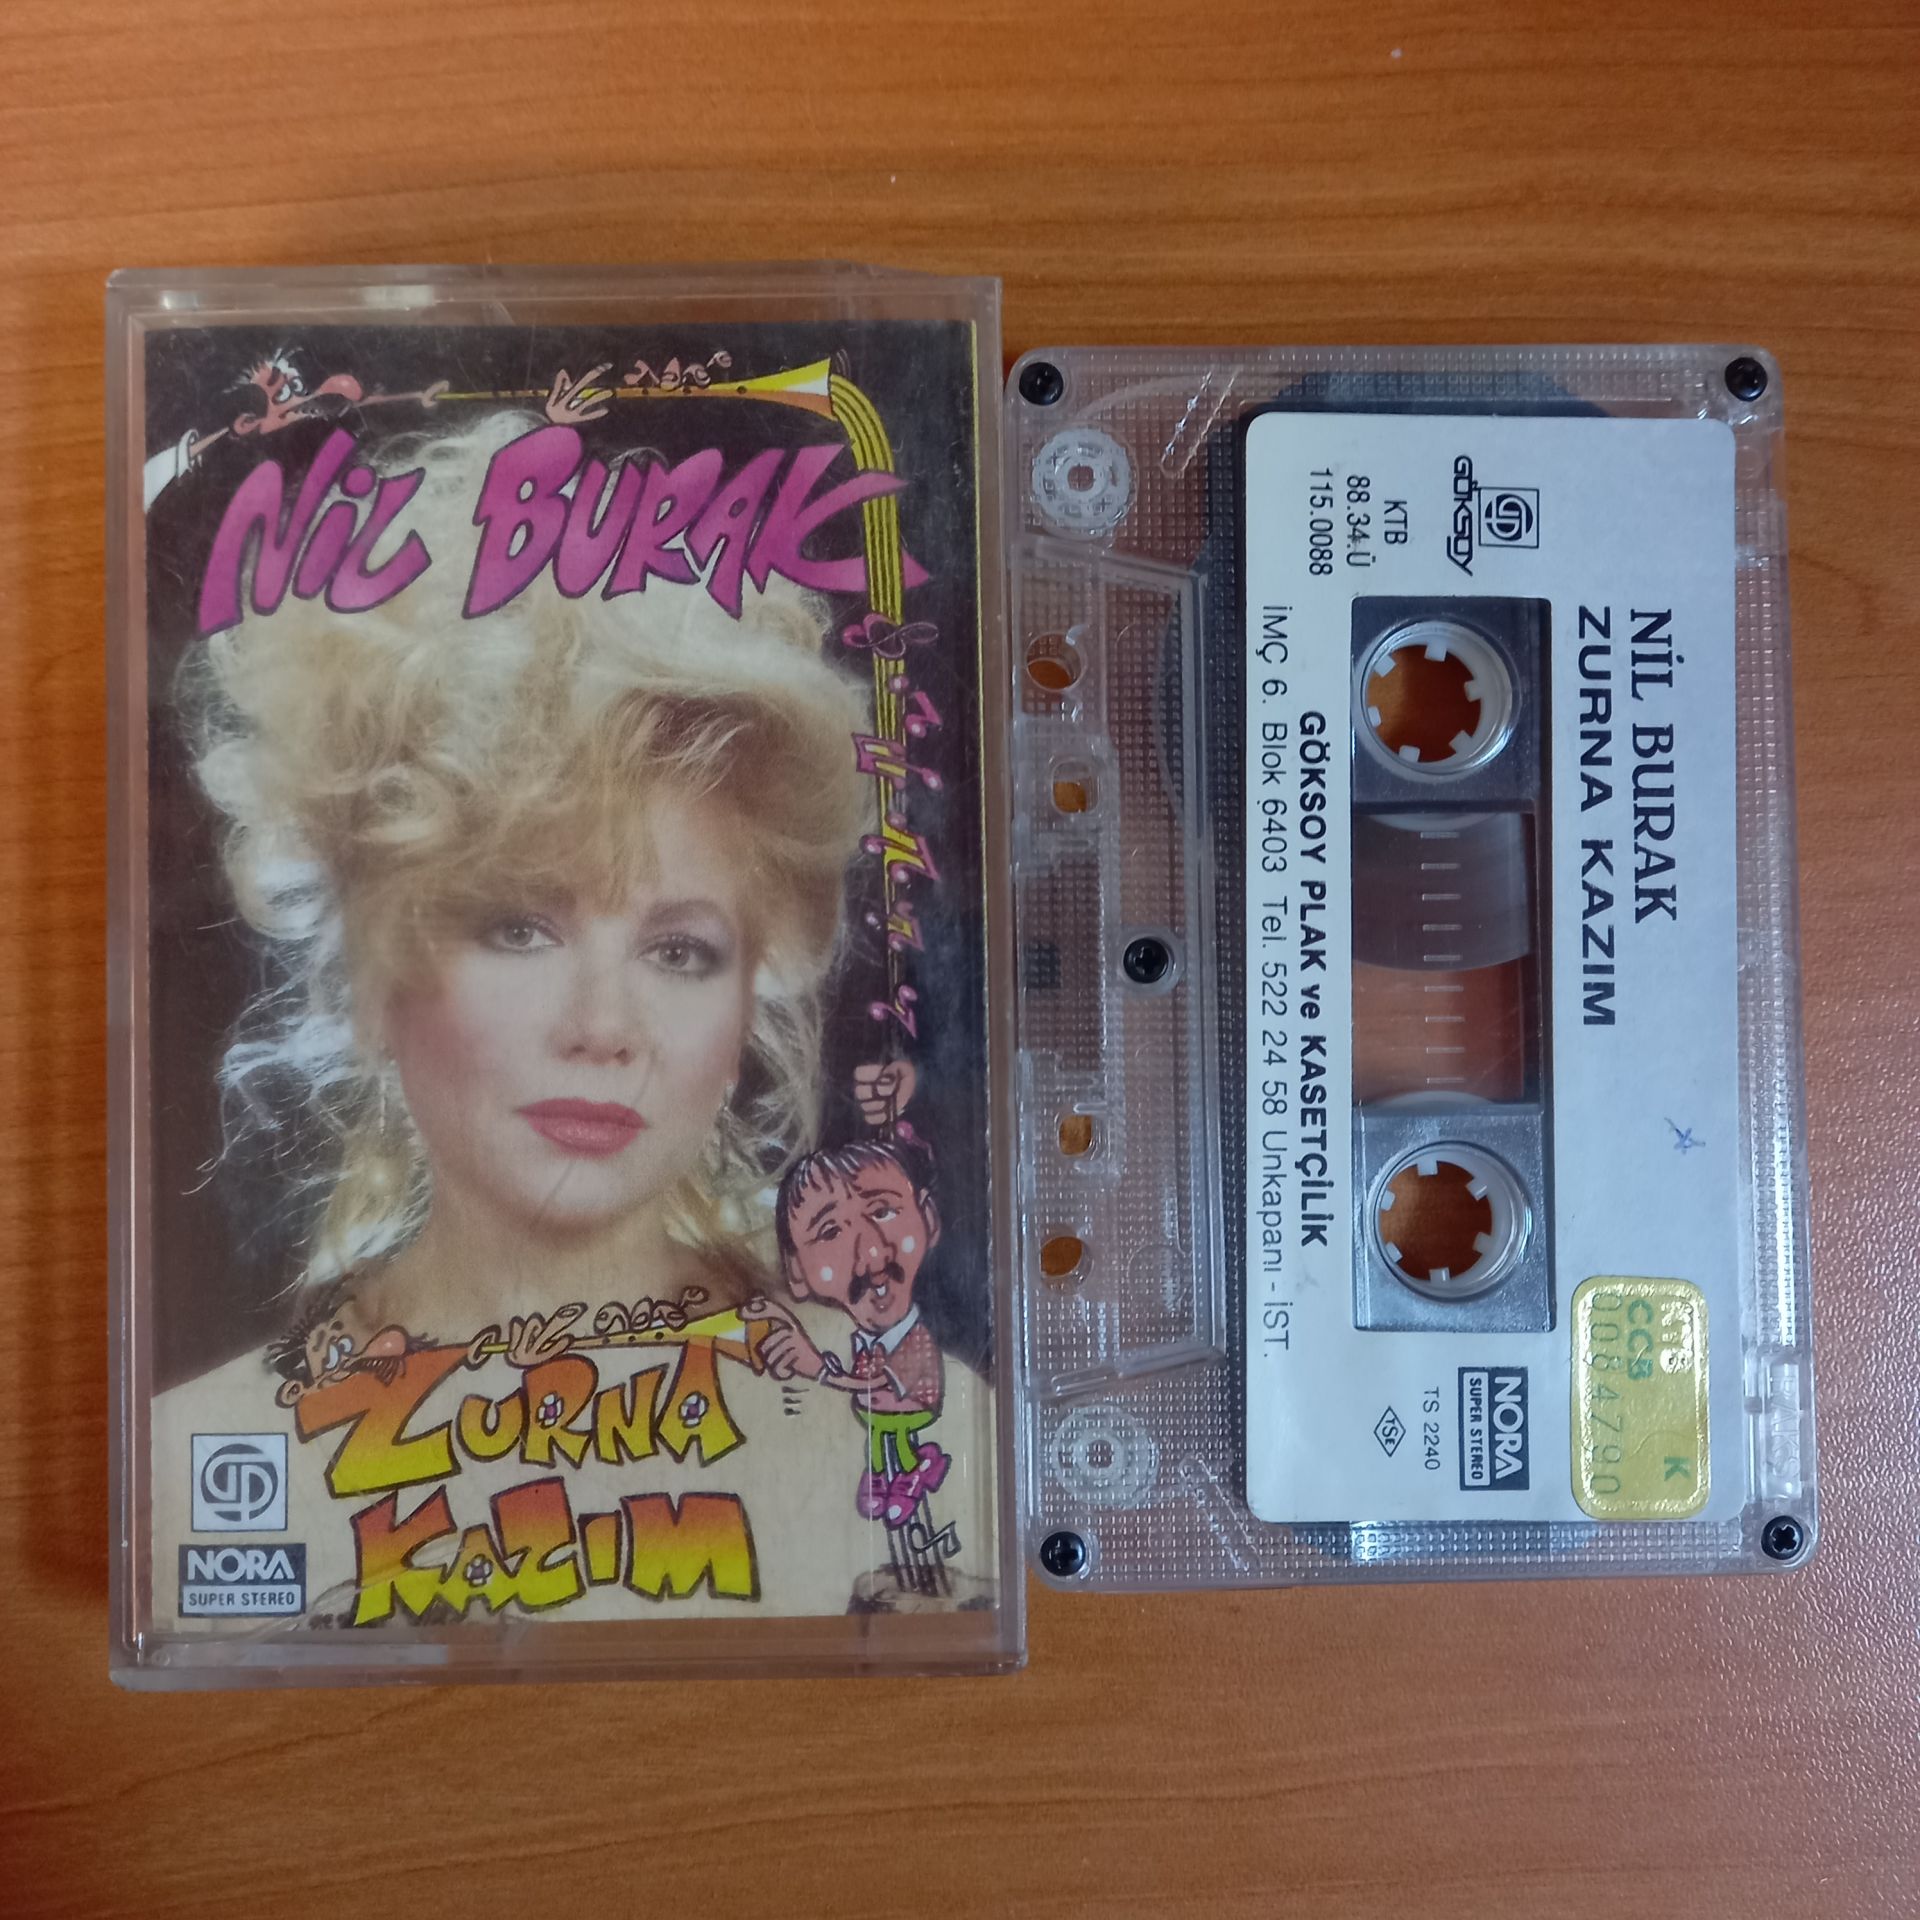 NİL BURAK
ZURNA
KAZIM
NORA
SUPER STEREO
NİL BURAK
ZURNA KAZIM
GÖKSOY
KTB
88.34.Ü
115.0088
GÖKSOY PLAK ve KASETÇİLİK
İMÇ 6. Blok 6403 Tel. 522 24 58 Unkapanı - İST.
NORA
SUPER STEREO
TS 2240
TSE
KTB K
CCB
0084790